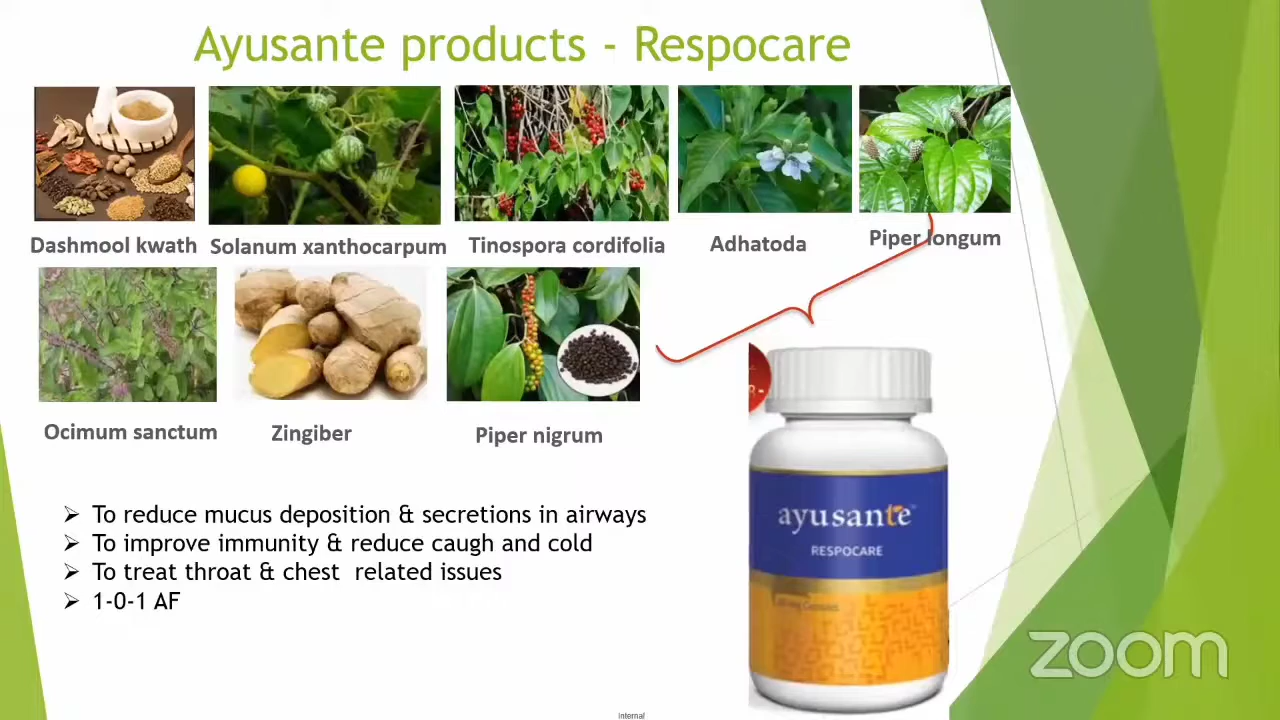 Ayusante products - Respocare
Dashmool kwath
Solanum xanthocarpum
Tinospora cordifolia
Adhatoda
Piper longum
Ocimum sanctum
Zingiber
Piper nigrum
➢ To reduce mucus deposition & secretions in airways
➢ To improve immunity & reduce caugh and cold
➢ To treat throat & chest related issues
➢ 1-0-1 AF
ayusante
RESPOCARE
Capsules
zoom
Internal